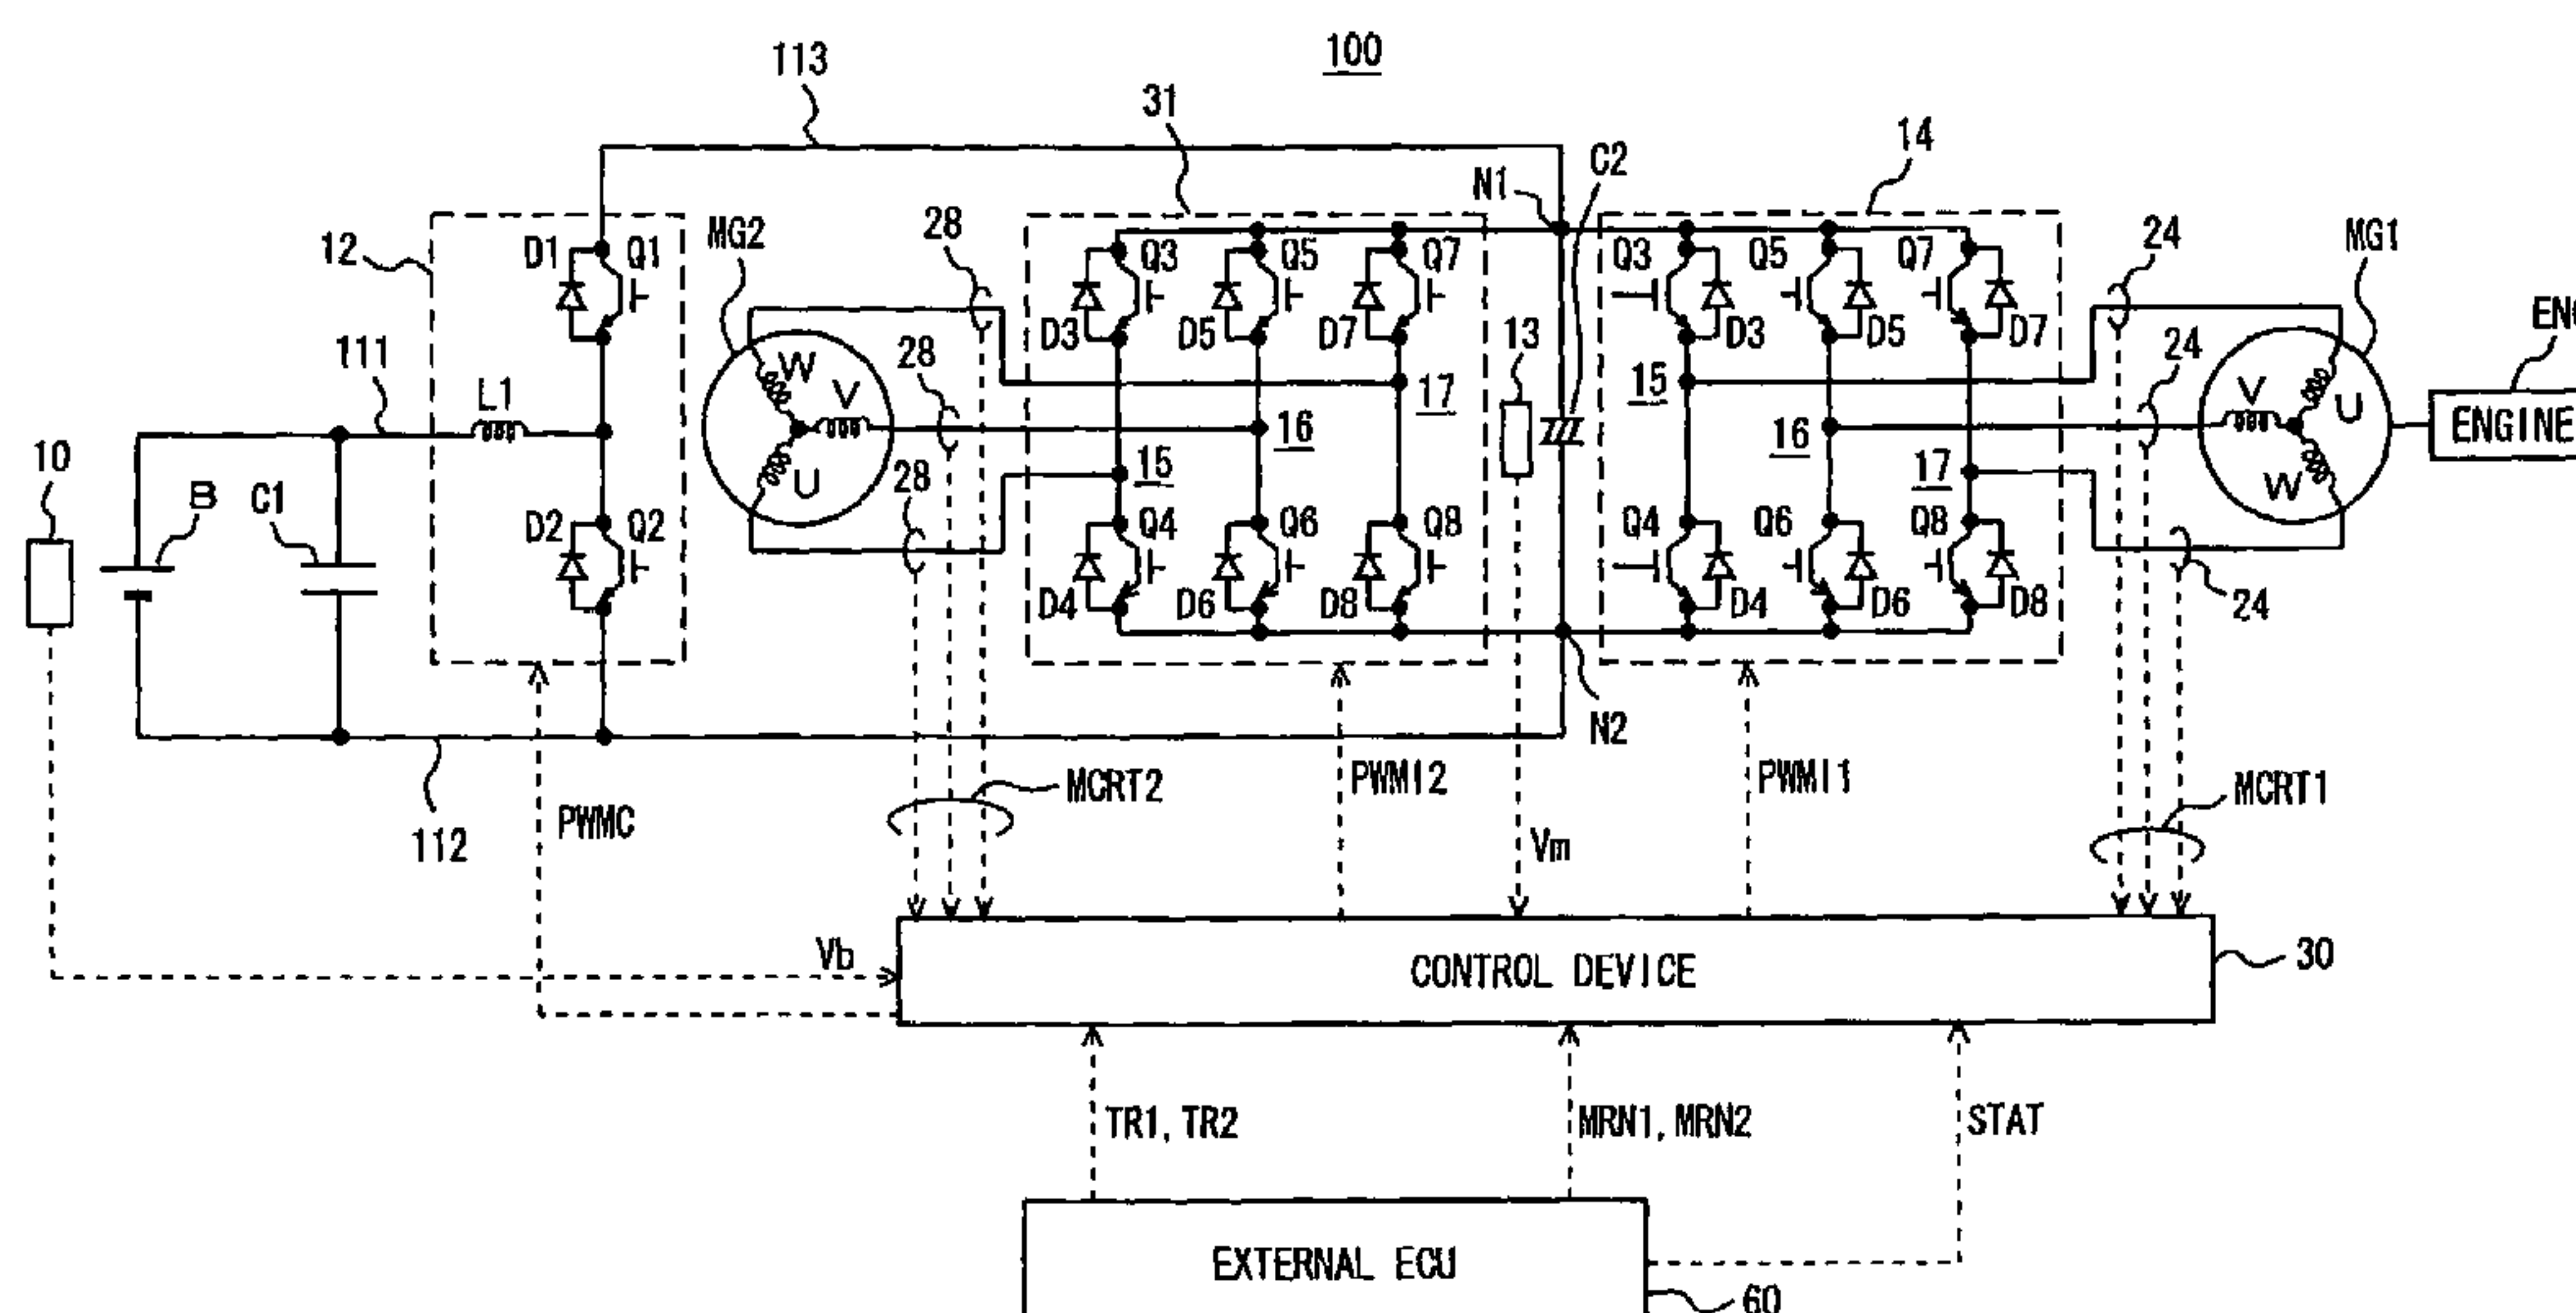 100
113
31
14
N1
C2
12
D1
Q1
MG2
28
Q3
Q5
Q7
Q3
Q5
Q7
24
MG1
D3
D5
D7
13
D3
D5
D7
24
111
L1
28
W
V
U
17
16
15
15
16
17
V
U
W
ENGINE
10
B
C1
D2
Q2
28
Q4
Q6
Q8
Q4
Q6
Q8
D4
D6
D8
D4
D6
D8
24
N2
112
PWMC
MCRT2
PWMI2
Vm
PWMI1
MCRT1
Vb
CONTROL DEVICE
30
TR1, TR2
MRN1, MRN2
STAT
EXTERNAL ECU
60